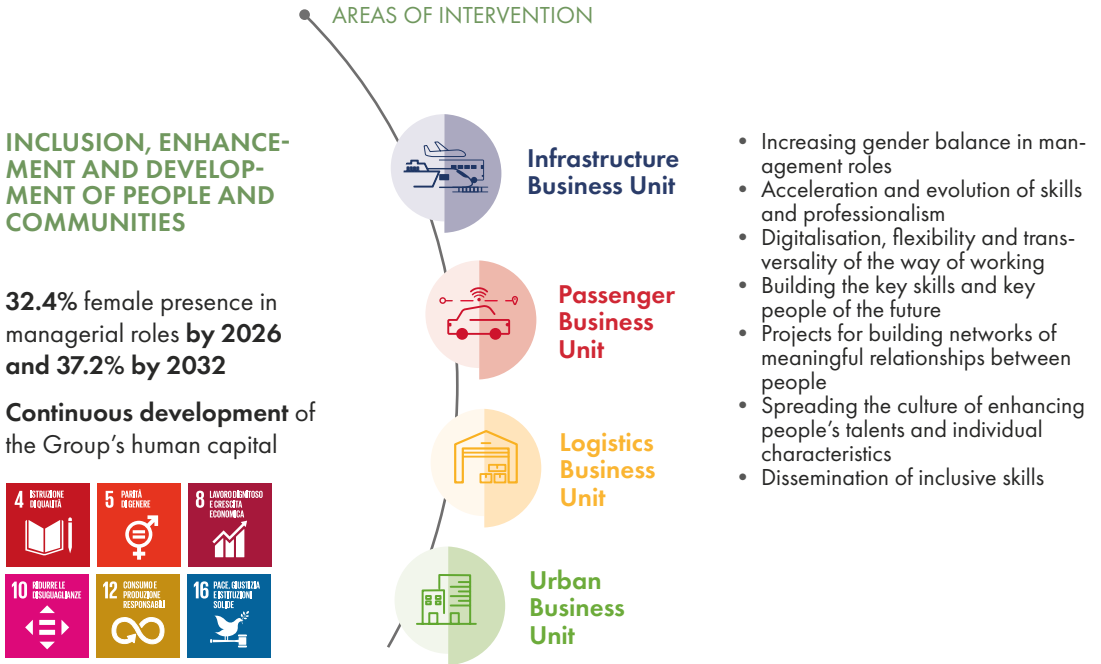 AREAS OF INTERVENTION
INCLUSION, ENHANCE-
MENT AND DEVELOP-
MENT OF PEOPLE AND
COMMUNITIES
32.4% female presence in
managerial roles by 2026
and 37.2% by 2032
Continuous development of
the Group's human capital
4 ISTRUZIONE
DI QUALITÀ
5 PARITÀ
DI GENERE
8 LAVORO DIGNITOSO
E CRESCITA
ECONOMICA
10 RIDURRE LE
DISUGUAGLIANZE
12 CONSUMO E
PRODUZIONE
RESPONSABILI
16 PACE, GIUSTIZIA
E ISTITUZIONI
SOLIDE
Infrastructure
Business Unit
Passenger
Business
Unit
Logistics
Business
Unit
Urban
Business
Unit
• Increasing gender balance in man-
agement roles
• Acceleration and evolution of skills
and professionalism
• Digitalisation, flexibility and trans-
versality of the way of working
• Building the key skills and key
people of the future
• Projects for building networks of
meaningful relationships between
people
• Spreading the culture of enhancing
people's talents and individual
characteristics
• Dissemination of inclusive skills